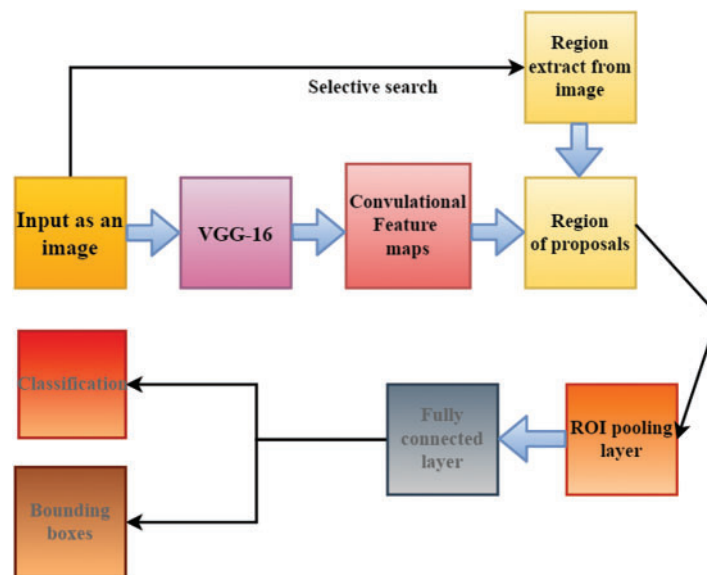 Region
extract from
image
Selective search
Input as an
image
VGG-16
Convulational
Feature
maps
Region
of proposals
Classification
Fully
connected
layer
ROI pooling
layer
Bounding
boxes